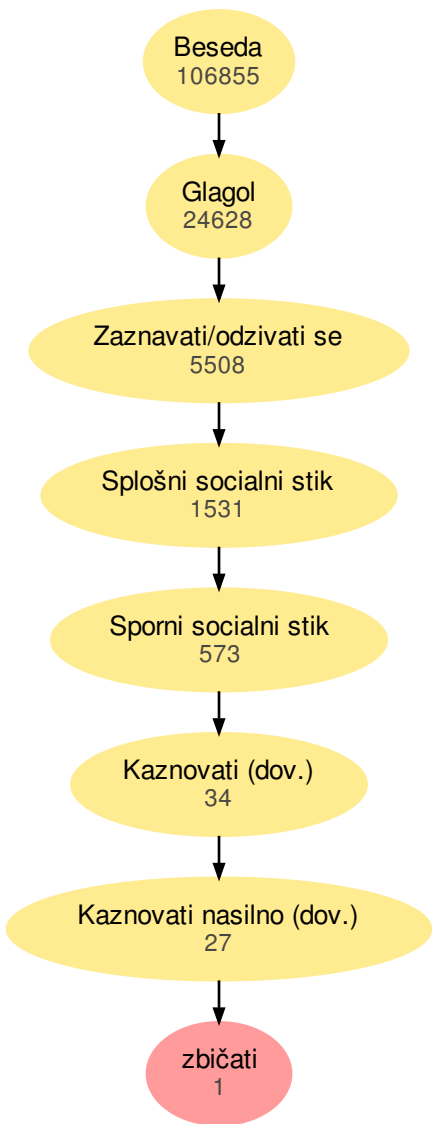 Beseda
106855
Glagol
24628
Zaznavati/odzivati se
5508
Splošni socialni stik
1531
Sporni socialni stik
573
Kaznovati (dov.)
34
Kaznovati nasilno (dov.)
27
zbičati
1